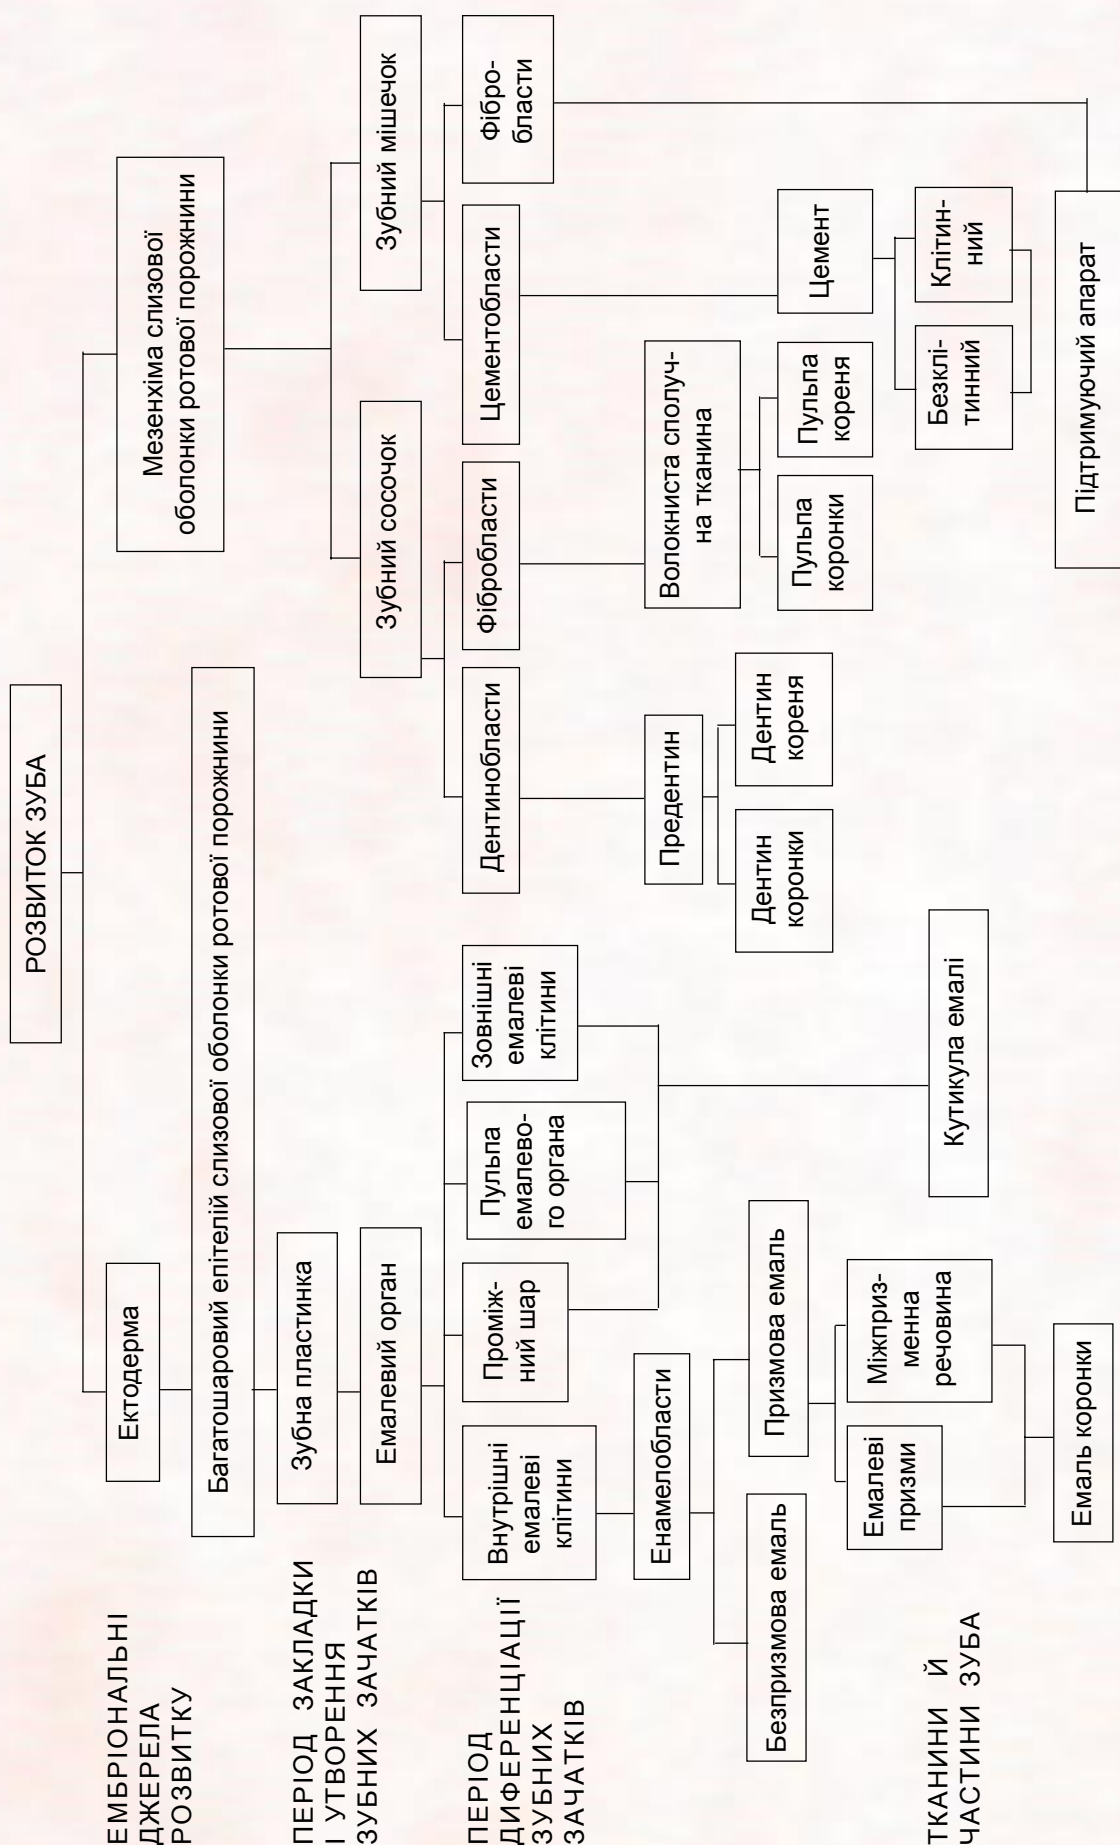 РОЗВИТОК ЗУБА
ЕМБРІОНАЛЬНІ
ДЖЕРЕЛА
РОЗВИТКУ
Ектодерма
Мезенхіма слизової
оболонки ротової порожнини
Багатошаровий епітелій слизової оболонки ротової порожнини
ПЕРІОД ЗАКЛАДКИ
І УТВОРЕННЯ
ЗУБНИХ ЗАЧАТКІВ
Зубна пластинка
Емалевий орган
Зубний сосочок
Зубний мішечок
ПЕРІОД
ДИФЕРЕНЦІАЦІЇ
ЗУБНИХ
ЗАЧАТКІВ
Внутрішні
емалеві
клітини
Проміж-
ний шар
Пульпа
емалево-
го органа
Зовнішні
емалеві
клітини
Дентинобласти
Фібробласти
Цементобласти
Фібро-
бласти
Енамелобласти
Предентин
Волокниста сполуч-
на тканина
Безпризмова емаль
Призмова емаль
Дентин
коронки
Дентин
кореня
Пульпа
коронки
Пульпа
кореня
Цемент
ТКАНИНИ Й
ЧАСТИНИ ЗУБА
Емалеві
призми
Міжприз-
менна
речовина
Кутикула емалі
Безклі-
тинний
Клітин-
ний
Емаль коронки
Підтримуючий апарат